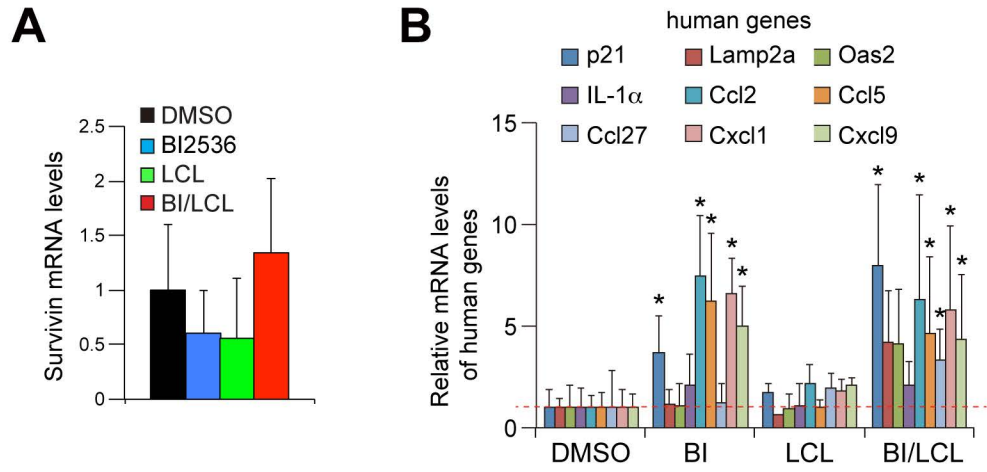 A
DMSO
BI2536
LCL
BI/LCL
Survivin mRNA levels
2.5
2
1.5
1
0.5
0
B
human genes
p21 Lamp2a Oas2
IL-1α Ccl2 Ccl5
Ccl27 Cxcl1 Cxcl9
Relative mRNA levels
of human genes
15
10
5
0
* * * * * * * * * * *
DMSO BI LCL BI/LCL